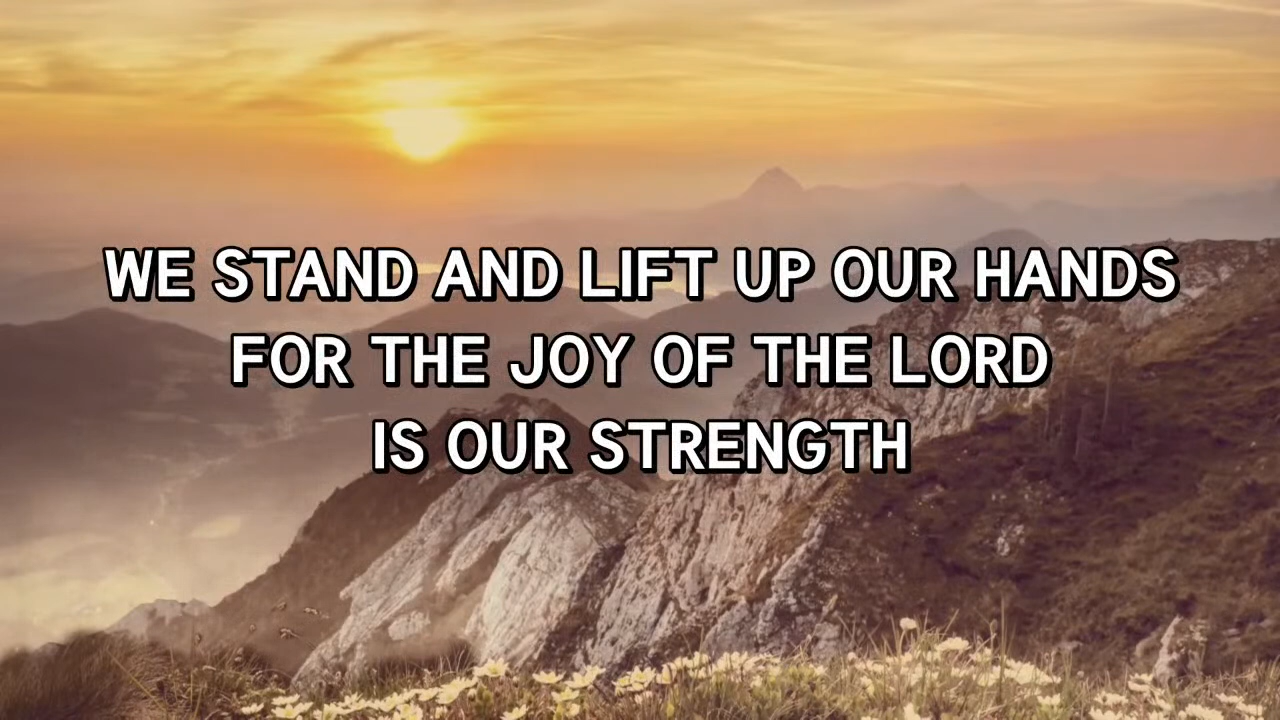 WE STAND AND LIFT UP OUR HANDS
FOR THE JOY OF THE LORD
IS OUR STRENGTH